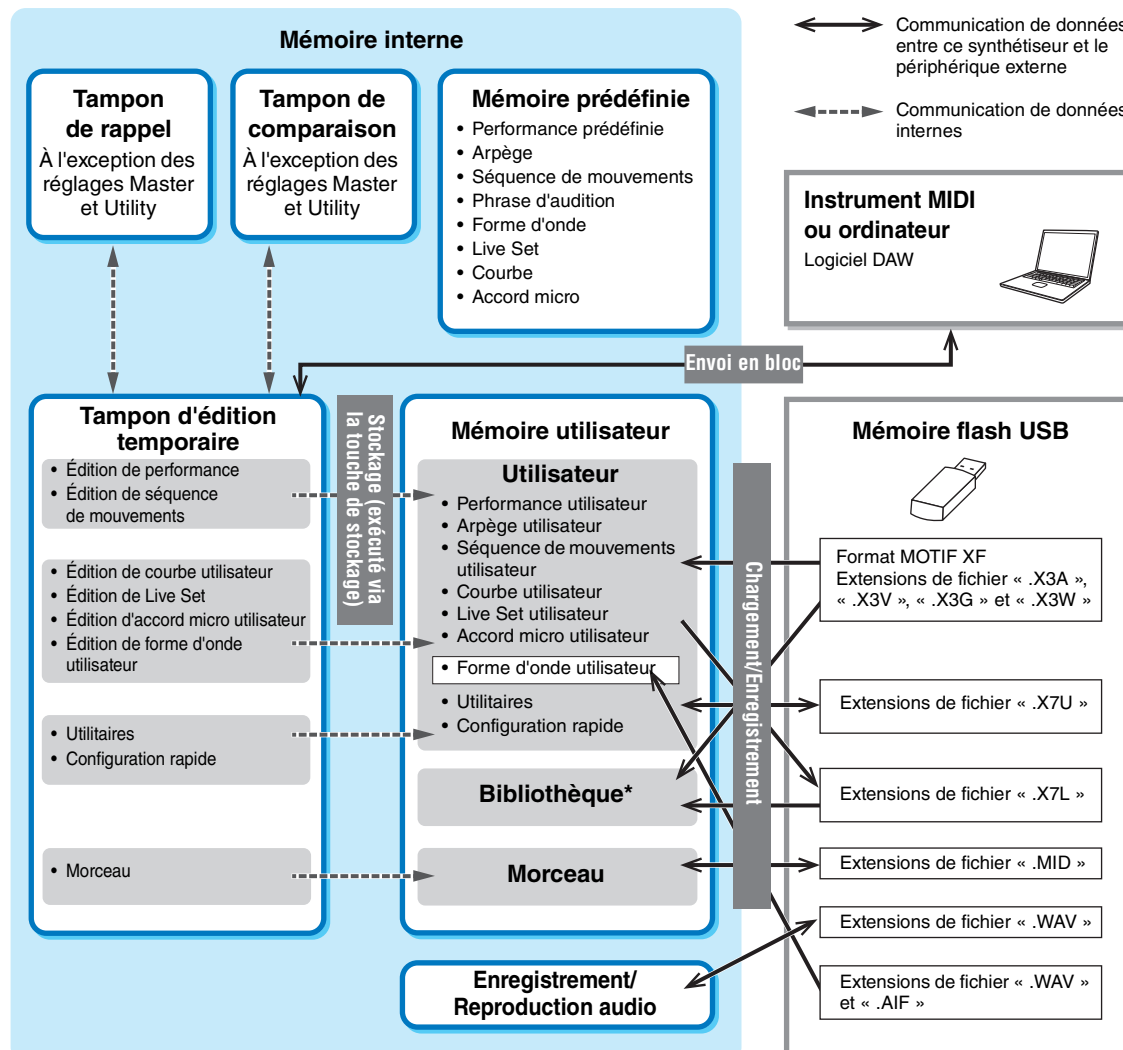 Mémoire interne
Tampon
de rappel
À l'exception des
réglages Master
et Utility
Tampon de
comparaison
À l'exception des
réglages Master
et Utility
Mémoire prédéfinie
• Performance prédéfinie
• Arpège
• Séquence de mouvements
• Phrase d'audition
• Forme d'onde
• Live Set
• Courbe
• Accord micro
Communication de données
entre ce synthétiseur et le
périphérique externe
Communication de données
internes
Instrument MIDI
ou ordinateur
Logiciel DAW
Envoi en bloc
Tampon d'édition
temporaire
• Édition de performance
• Édition de séquence
de mouvements
• Édition de courbe utilisateur
• Édition de Live Set
• Édition d'accord micro utilisateur
• Édition de forme d'onde
utilisateur
• Utilitaires
• Configuration rapide
• Morceau
Stockage (exécuté via
la touche de stockage)
Mémoire utilisateur
Utilisateur
• Performance utilisateur
• Arpège utilisateur
• Séquence de mouvements
utilisateur
• Courbe utilisateur
• Live Set utilisateur
• Accord micro utilisateur
• Forme d'onde utilisateur
• Utilitaires
• Configuration rapide
Bibliothèque*
Morceau
Enregistrement/
Reproduction audio
Chargement/Enregistrement
Mémoire flash USB
Format MOTIF XF
Extensions de fichier « .X3A »,
« .X3V », « .X3G » et « .X3W »
Extensions de fichier « .X7U »
Extensions de fichier « .X7L »
Extensions de fichier « .MID »
Extensions de fichier « .WAV »
Extensions de fichier « .WAV »
et « .AIF »